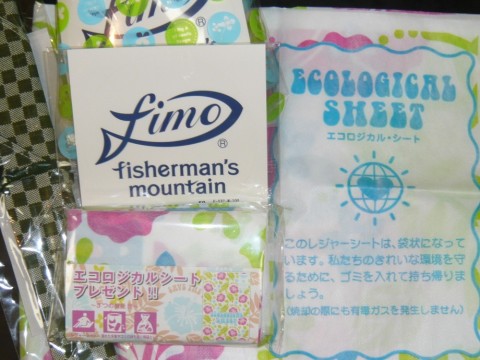 fimo
®
fisherman's
mountain
®
エコロジカルシート
プレゼント!!
ECOLOGICAL
SHEET
エコロジカル・シート
このレジャーシートは、袋状になって
います。私たちのきれいな環境を守
るために、ゴミを入れて持ち帰りま
しょう。
(焼却の際にも有毒ガスを発生しません)